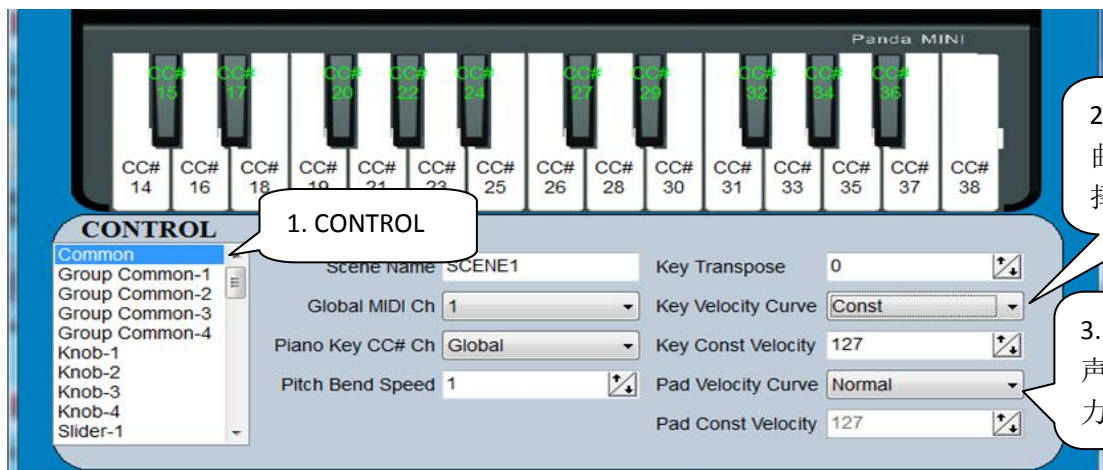 Panda MINI
CC# CC# CC# CC# CC# CC# CC# CC# CC# CC#
15 17 20 22 24 27 29 32 34 36
CC# CC# CC# CC# CC# CC# CC# CC# CC# CC# CC# CC# CC# CC# CC#
14 16 18 19 21 23 25 26 28 30 31 33 35 37 38
2
曲
择
1. CONTROL
CONTROL
Common
Group Common-1
Group Common-2
Group Common-3
Group Common-4
Knob-1
Knob-2
Knob-3
Knob-4
Slider-1
Scene Name SCENE1
Global MIDI Ch 1
Piano Key CC# Ch Global
Pitch Bend Speed 1
Key Transpose 0
Key Velocity Curve Const
Key Const Velocity 127
Pad Velocity Curve Normal
Pad Const Velocity 127
3.
声
力